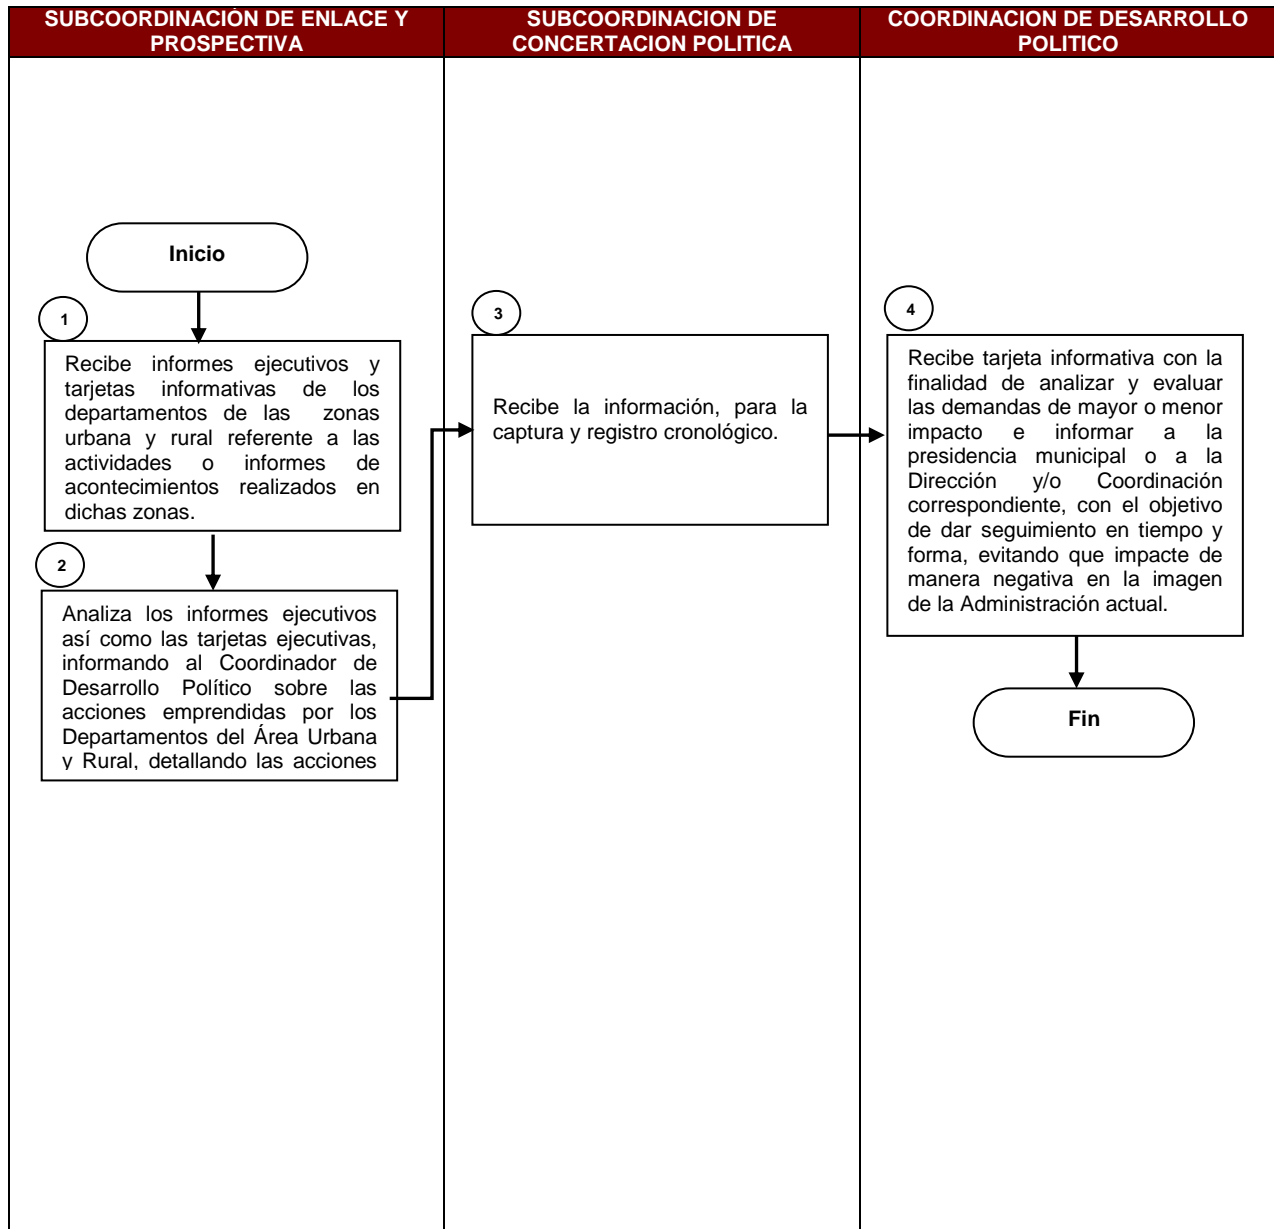 SUBCOORDINACIÓN DE ENLACE Y
PROSPECTIVA
SUBCOORDINACION DE
CONCERTACION POLITICA
COORDINACION DE DESARROLLO
POLITICO
Inicio
1
Recibe informes ejecutivos y
tarjetas informativas de los
departamentos de las zonas
urbana y rural referente a las
actividades o informes de
acontecimientos realizados en
dichas zonas.
2
Analiza los informes ejecutivos
así como las tarjetas ejecutivas,
informando al Coordinador de
Desarrollo Político sobre las
acciones emprendidas por los
Departamentos del Área Urbana
y Rural, detallando las acciones
3
Recibe la información, para la
captura y registro cronológico.
4
Recibe tarjeta informativa con la
finalidad de analizar y evaluar
las demandas de mayor o menor
impacto e informar a la
presidencia municipal o a la
Dirección y/o Coordinación
correspondiente, con el objetivo
de dar seguimiento en tiempo y
forma, evitando que impacte de
manera negativa en la imagen
de la Administración actual.
Fin